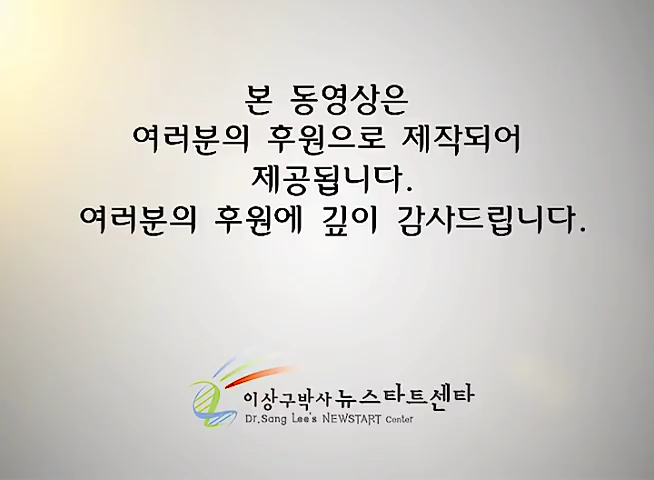 본 동영상은
여러분의 후원으로 제작되어
제공됩니다.
여러분의 후원에 깊이 감사드립니다.
이상구박사 뉴스타트센타
Dr.Sang Lee's NEWSTART Center